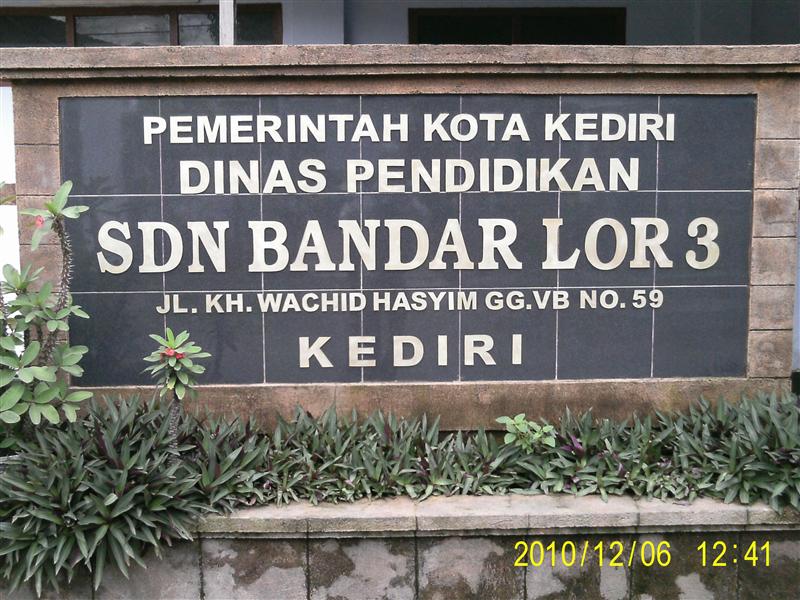 PEMERINTAH KOTA KEDIRI
DINAS PENDIDIKAN
SDN BANDAR LOR 3
JL. KH. WACHID HASYIM GG.VB NO. 59
KEDIRI
2010/12/06 12:41